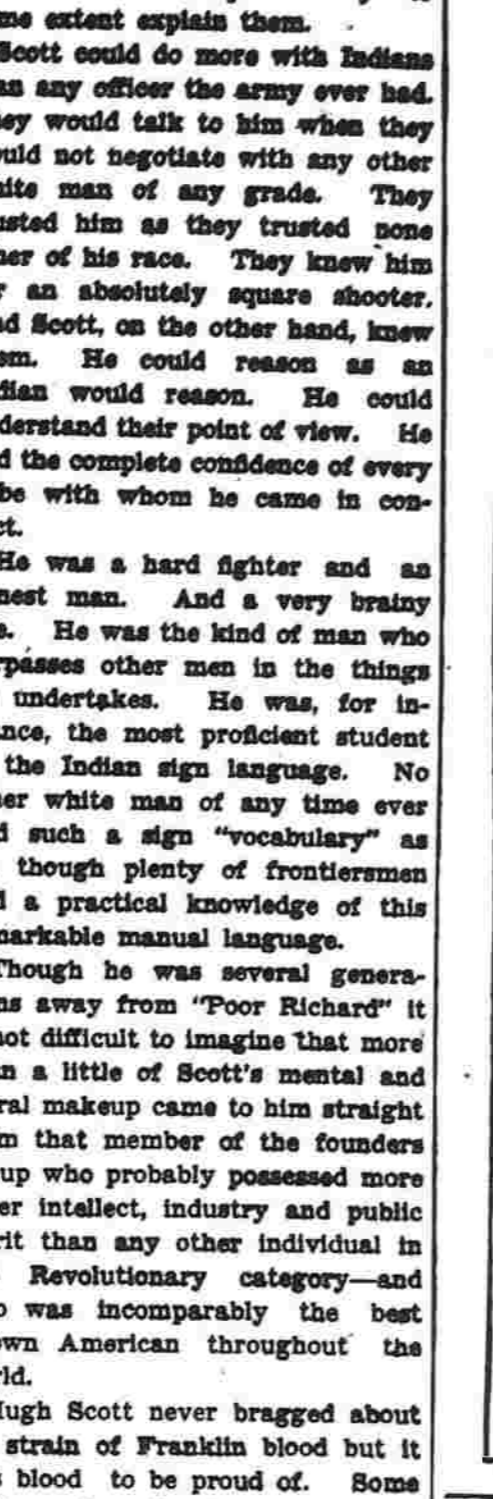 me extent explain them.
Scott could do more with Indians
an any officer the army ever had.
ey would talk to him when they
uld not negotiate with any other
ite man of any grade. They
usted him as they trusted none
her of his race. They knew him
r an absolutely square shooter.
nd Scott, on the other hand, knew
em. He could reason as an
dian would reason. He could
derstand their point of view. He
d the complete confidence of every
be with whom he came in con-
ct.
He was a hard fighter and an
nest man. And a very brainy
e. He was the kind of man who
rpasses other men in the things
undertakes. He was, for in-
nce, the most proficient student
the Indian sign language. No
her white man of any time ever
d such a sign "vocabulary" as
though plenty of frontiersmen
d a practical knowledge of this
markable manual language.
Though he was several genera-
ns away from "Poor Richard" it
not difficult to imagine that more
n a little of Scott's mental and
ral makeup came to him straight
m that member of the founders
up who probably possessed more
er intellect, industry and public
rit than any other individual in
Revolutionary category—and
o was incomparably the best
own American throughout the
rld.
Hugh Scott never bragged about
strain of Franklin blood but it
s blood to be proud of. Some